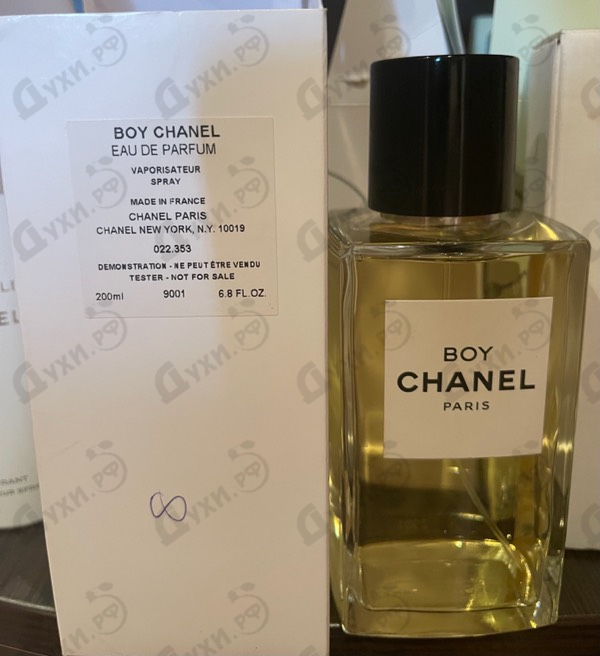 BOY CHANEL
EAU DE PARFUM
VAPORISATEUR
SPRAY
MADE IN FRANCE
CHANEL PARIS
CHANEL NEW YORK, N.Y. 10019
022.353
DEMONSTRATION - NE PEUT ÊTRE VENDU
TESTER - NOT FOR SALE
200ml 9001 6.8 FL.OZ.
8
BOY
CHANEL
PARIS
Духи.РФ